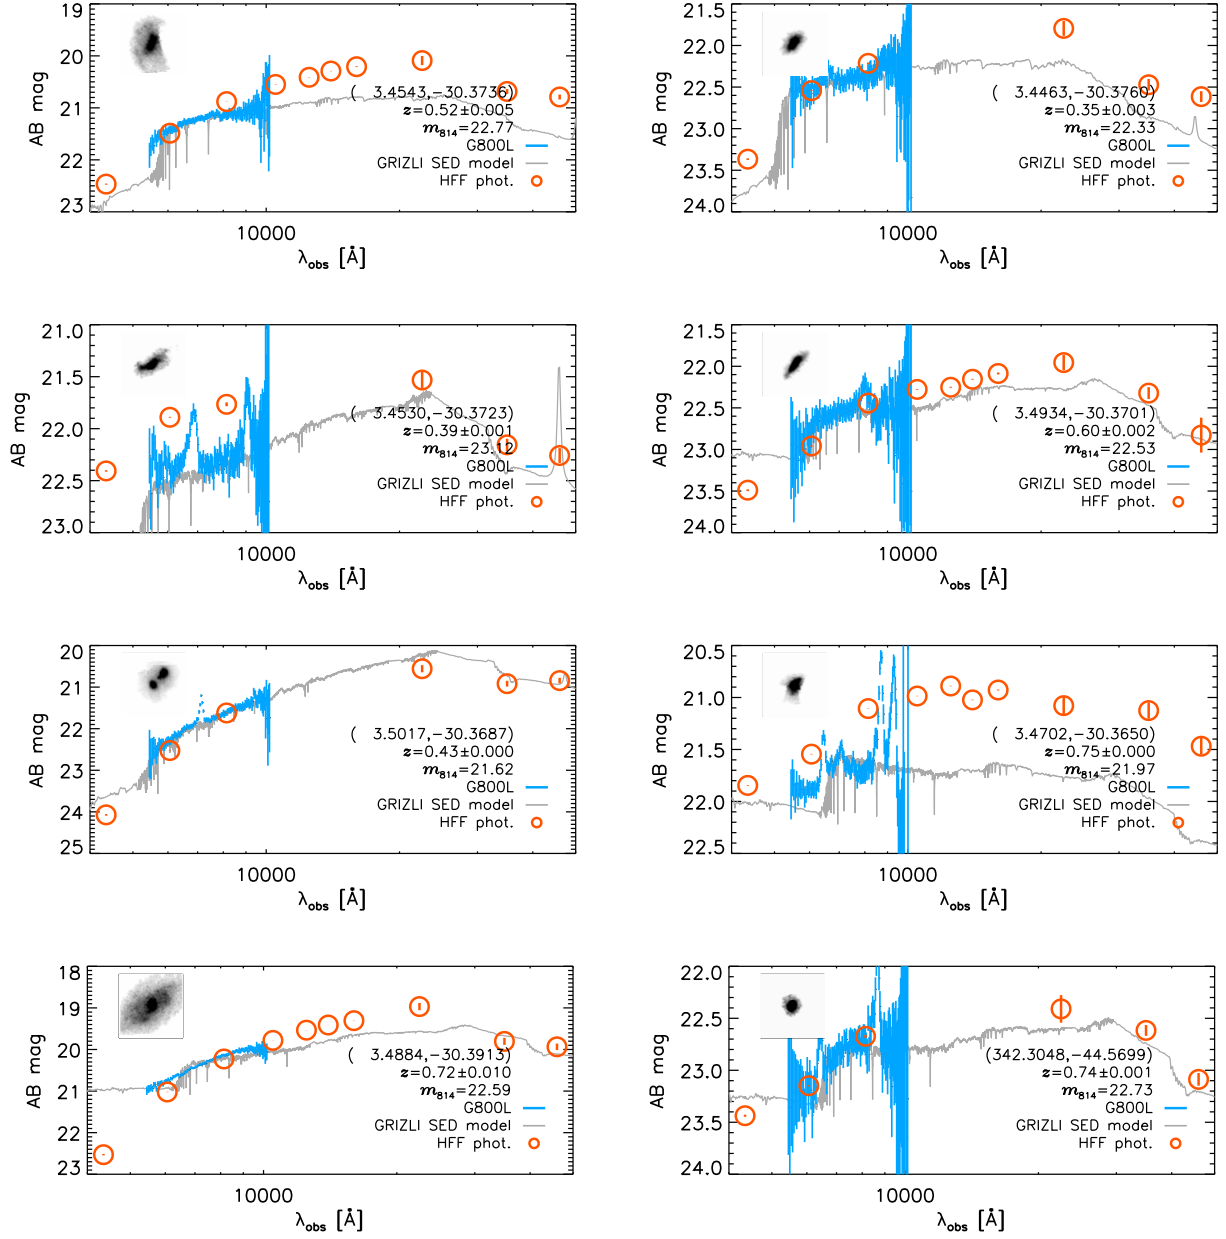 19
20
21
22
23
AB mag
( 3.4543,−30.3736)
z=0.52±0.005
m814=22.77
G800L
GRIZLI SED model
HFF phot.
10000
λobs [Å]
21.5
22.0
22.5
23.0
23.5
24.0
AB mag
( 3.4463,−30.3760)
z=0.35±0.003
m814=22.33
G800L
GRIZLI SED model
HFF phot.
10000
λobs [Å]
21.0
21.5
22.0
22.5
23.0
AB mag
( 3.4530,−30.3723)
z=0.39±0.001
m814=23.12
G800L
GRIZLI SED model
HFF phot.
10000
λobs [Å]
21.5
22.0
22.5
23.0
23.5
24.0
AB mag
( 3.4934,−30.3701)
z=0.60±0.002
m814=22.53
G800L
GRIZLI SED model
HFF phot.
10000
λobs [Å]
20
21
22
23
24
25
AB mag
( 3.5017,−30.3687)
z=0.43±0.000
m814=21.62
G800L
GRIZLI SED model
HFF phot.
10000
λobs [Å]
20.5
21.0
21.5
22.0
22.5
AB mag
( 3.4702,−30.3650)
z=0.75±0.000
m814=21.97
G800L
GRIZLI SED model
HFF phot.
10000
λobs [Å]
18
19
20
21
22
23
AB mag
( 3.4884,−30.3913)
z=0.72±0.010
m814=22.59
G800L
GRIZLI SED model
HFF phot.
10000
λobs [Å]
22.0
22.5
23.0
23.5
24.0
AB mag
(342.3048,−44.5699)
z=0.74±0.001
m814=22.73
G800L
GRIZLI SED model
HFF phot.
10000
λobs [Å]